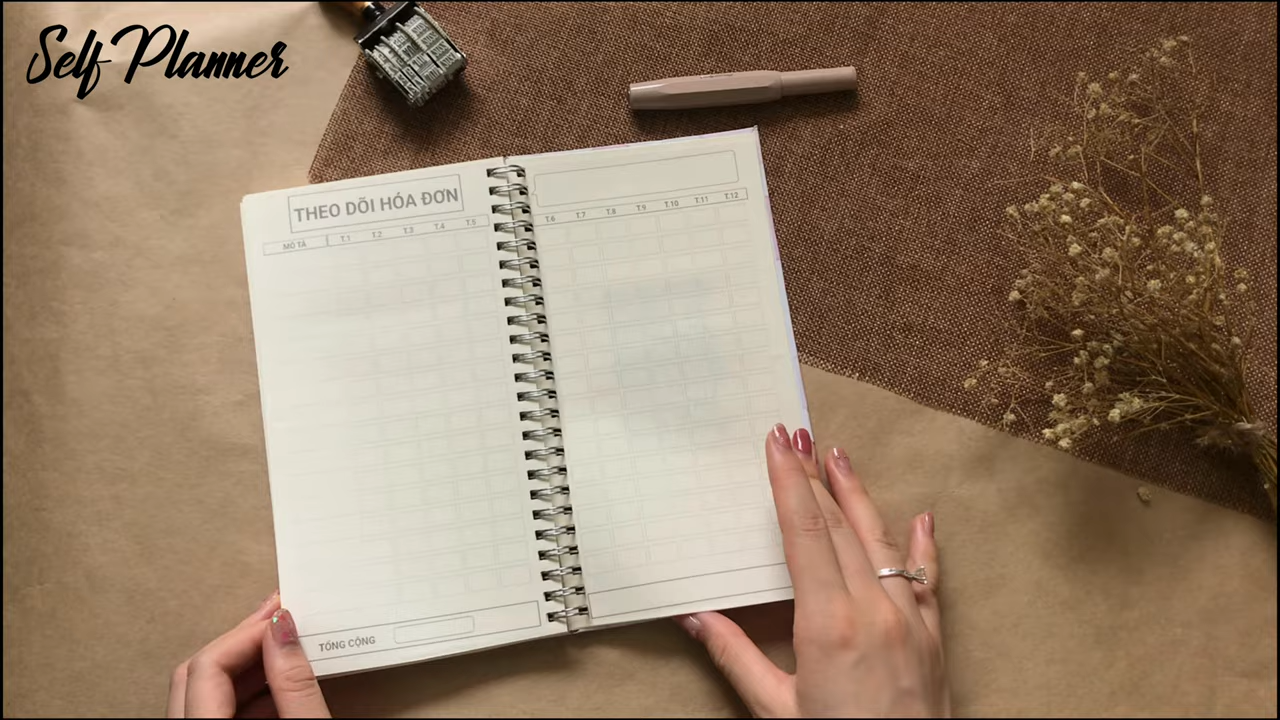 Self Planner
THEO DÕI HÓA ĐƠN
MÔ TẢ T.1 T.2 T.3 T.4 T.5
T.6 T.7 T.8 T.9 T.10 T.11 T.12
TỔNG CỘNG